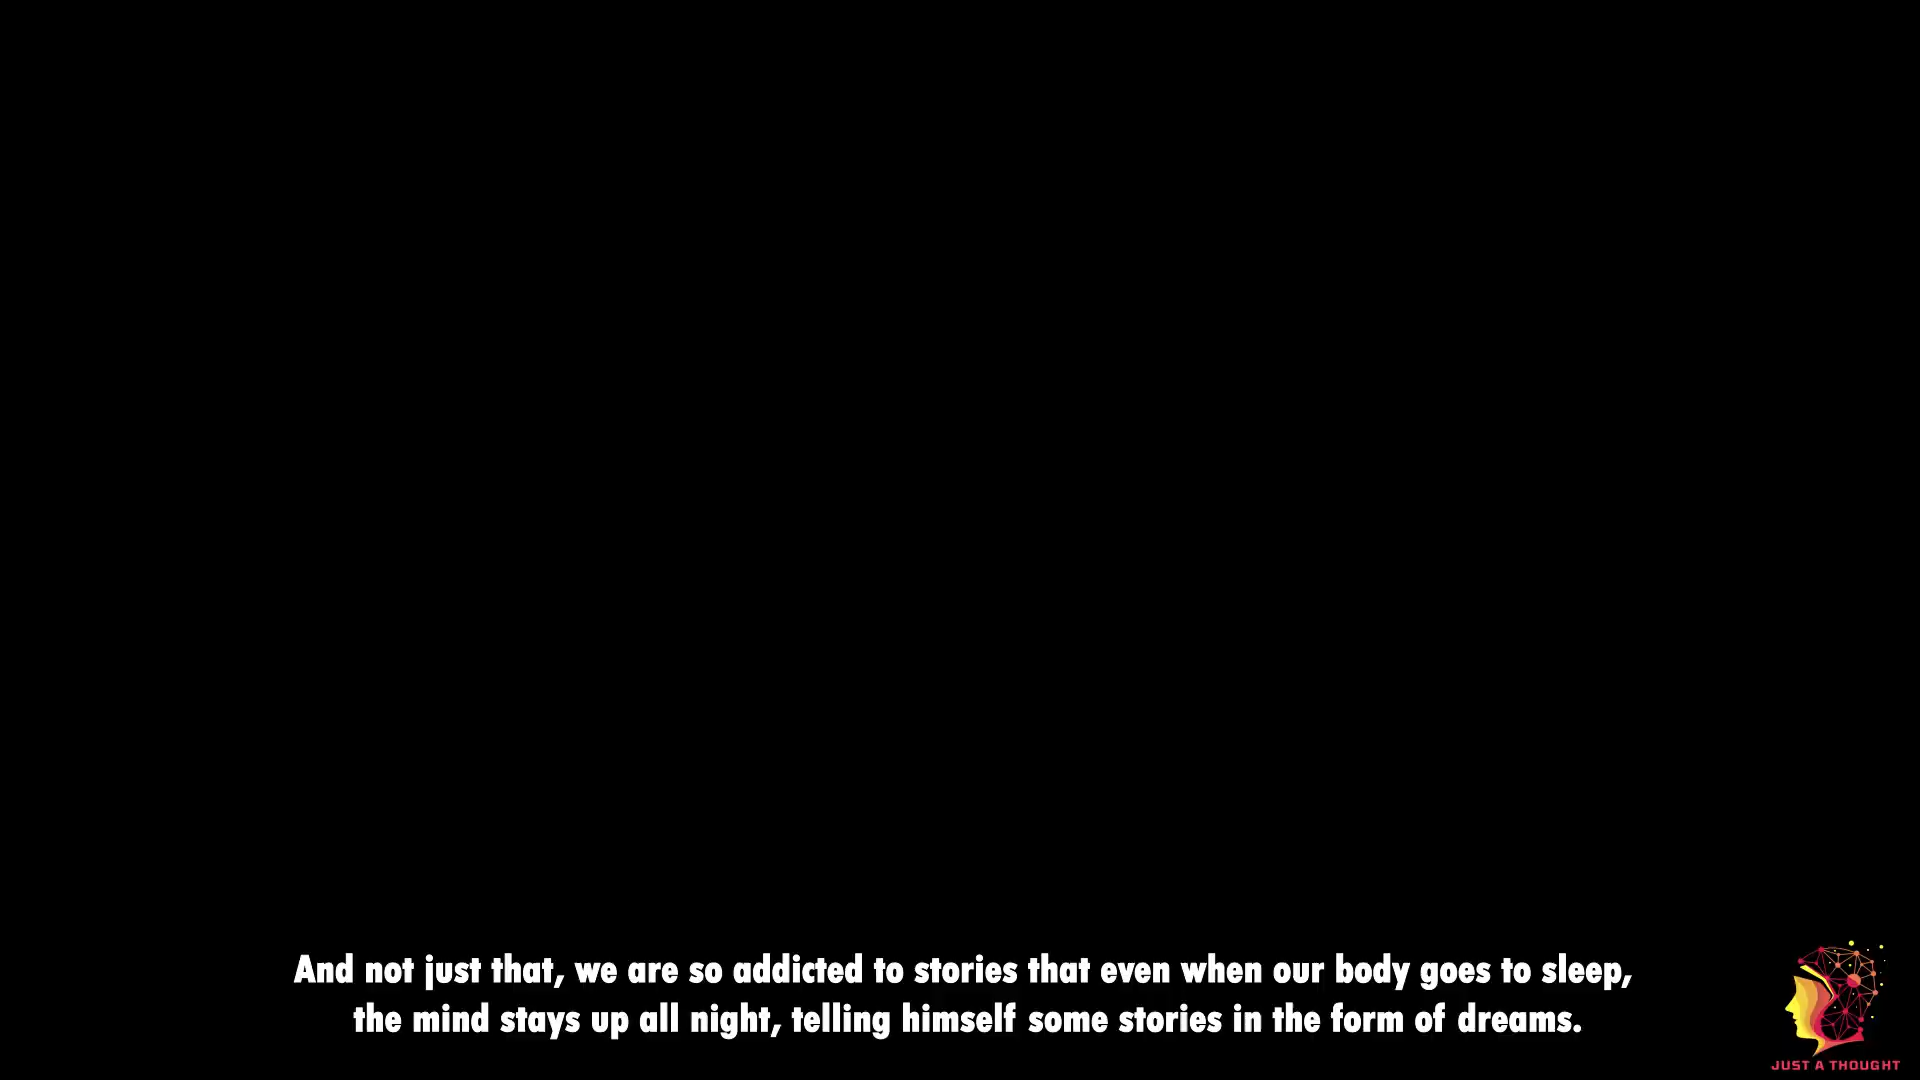 And not just that, we are so addicted to stories that even when our body goes to sleep,
the mind stays up all night, telling himself some stories in the form of dreams.
JUST A THOUGHT